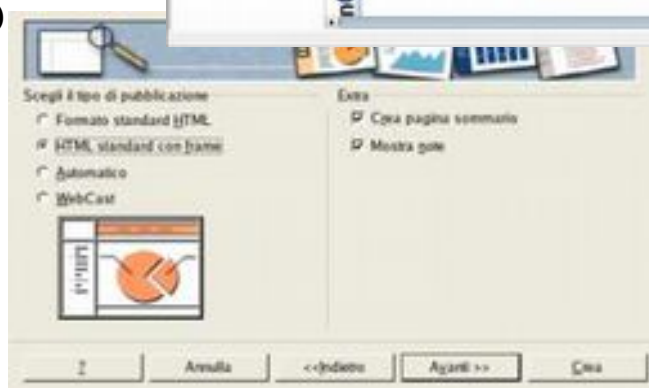 Scegli il tipo di pubblicazione
Formato standard HTML
HTML standard con frame
Automatico
WebCast
Extra
Crea pagina sommario
Mostra note
?
Annulla
<<Indietro
Avanti >>
Crea